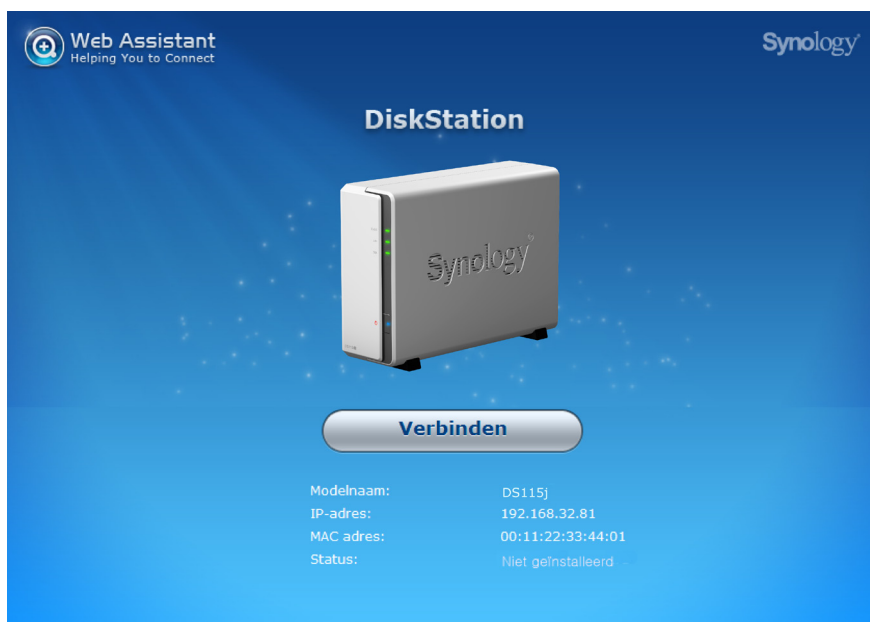 Web Assistant
Helping You to Connect
Synology
DiskStation
Synology
Verbinden
Modelnaam: DS115j
IP-adres: 192.168.32.81
MAC adres: 00:11:22:33:44:01
Status: Niet geïnstalleerd